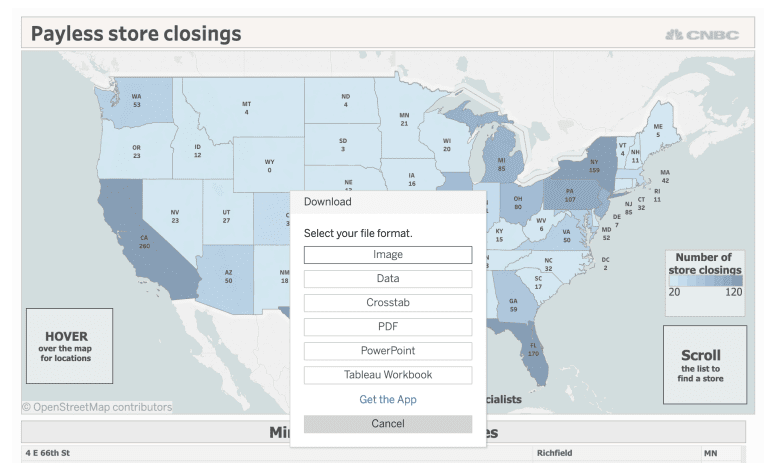 Payless store closings
CNBC
WA
53
MT
4
ND
4
MN
21
ME
5
OR
23
ID
12
SD
3
WI
20
MI
85
NY
159
VT
4
NH
11
WY
0
IA
16
NE
MA
42
RI
11
CT
32
NJ
85
PA
107
OH
80
NV
23
UT
27
CA
260
KY
15
WV
6
VA
50
DE
7
MD
52
DC
2
NC
32
SC
17
AZ
50
NM
18
GA
59
FL
170
Download
Select your file format.
Image
Data
Crosstab
PDF
PowerPoint
Tableau Workbook
Get the App
Cancel
Number of
store closings
20 120
HOVER
over the map
for locations
Scroll
the list to
find a store
© OpenStreetMap contributors
cialists
4 E 66th St Richfield MN